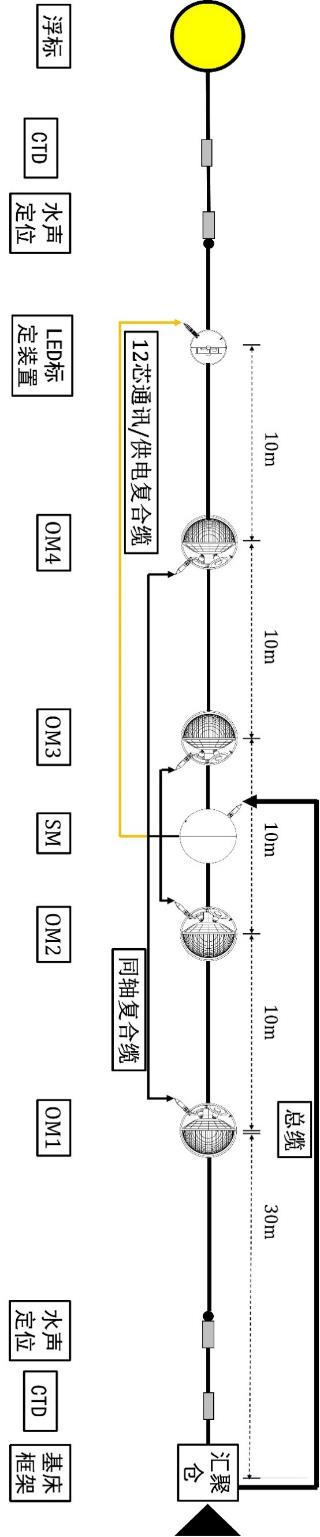 浮标
CTD
水声
定位
LED标
定装置
12芯通讯/供电复合缆
10m
OM4
10m
OM3
SM
10m
OM2
同轴复合缆
10m
OM1
总缆
30m
水声
定位
CTD
基床
框架
汇聚
仓